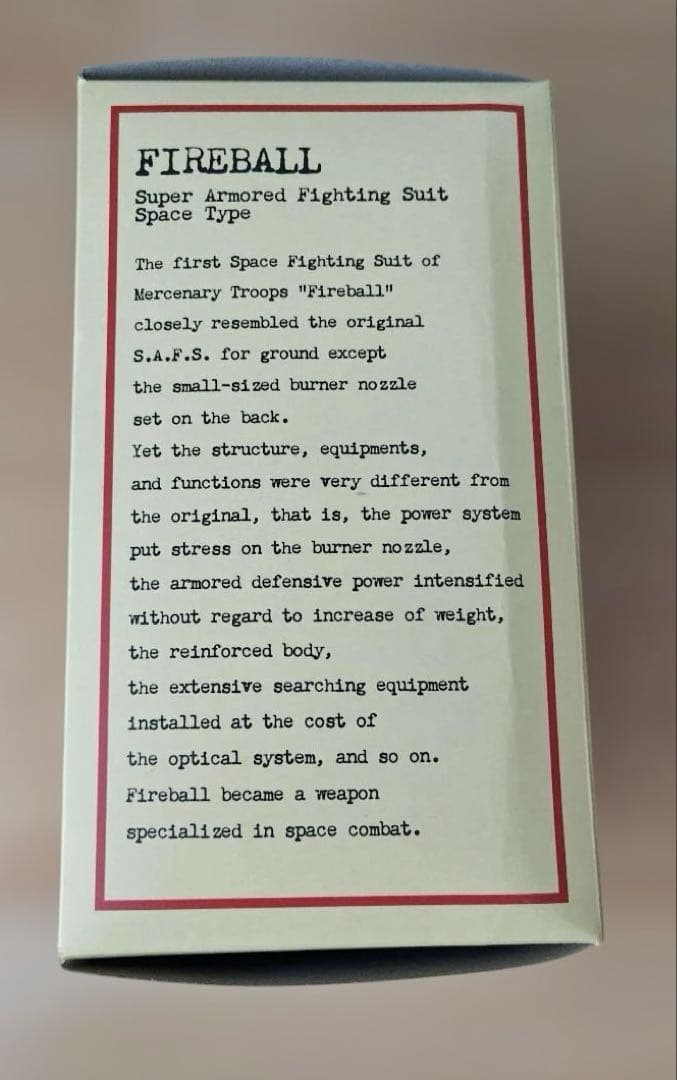 FIREBALL
Super Armored Fighting Suit
Space Type
The first Space Fighting Suit of
Mercenary Troops "Fireball"
closely resembled the original
S.A.F.S. for ground except
the small-sized burner nozzle
set on the back.
Yet the structure, equipments,
and functions were very different from
the original, that is, the power system
put stress on the burner nozzle,
the armored defensive power intensified
without regard to increase of weight,
the reinforced body,
the extensive searching equipment
installed at the cost of
the optical system, and so on.
Fireball became a weapon
specialized in space combat.